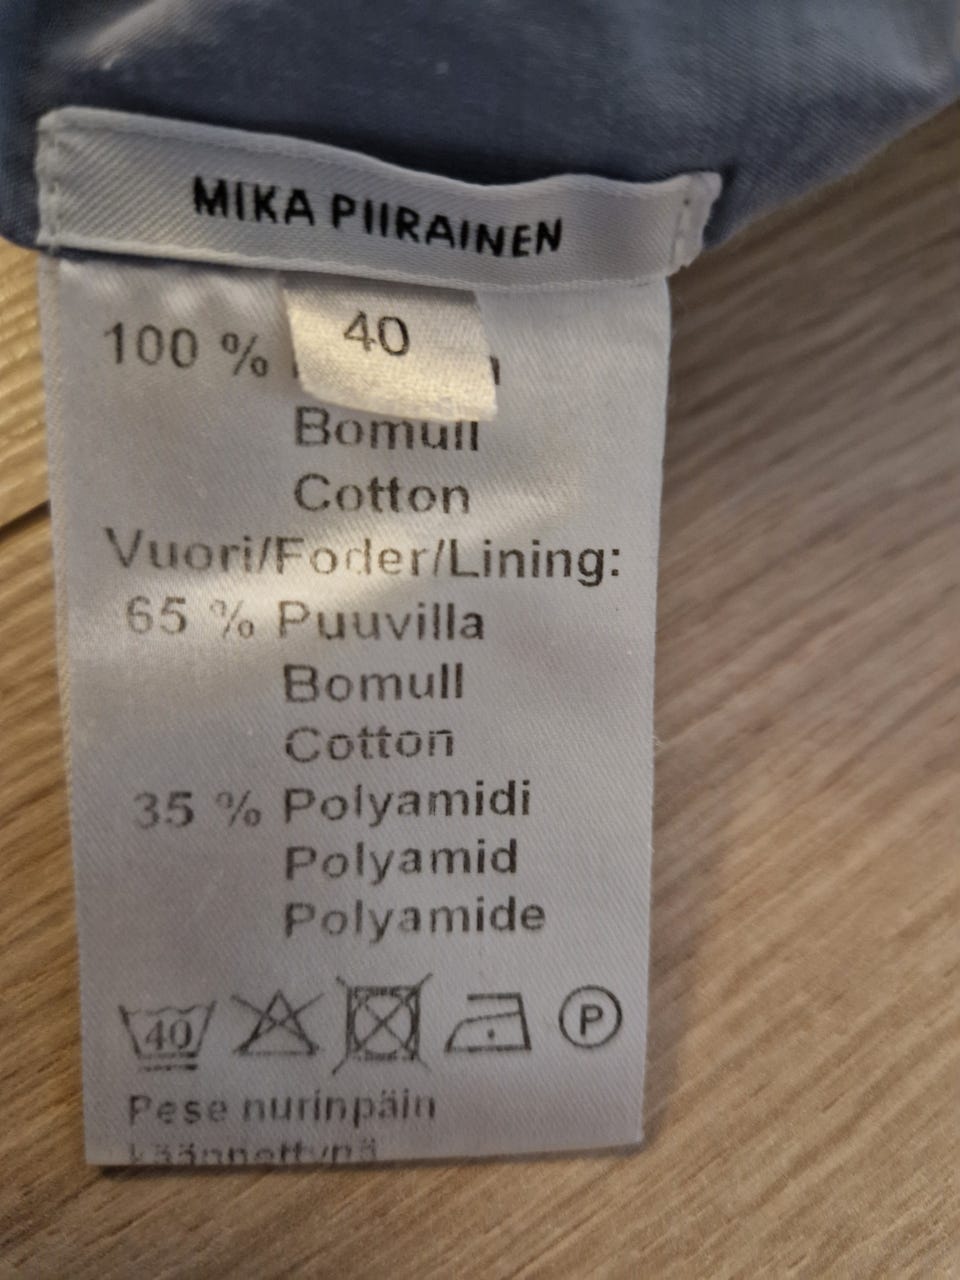 MIKA PIIRAINEN
40
100 %
Bomull
Cotton
Vuori/Foder/Lining:
65 % Puuvilla
Bomull
Cotton
35 % Polyamidi
Polyamid
Polyamide
40 P
Pese nurinpäin
käännettynä